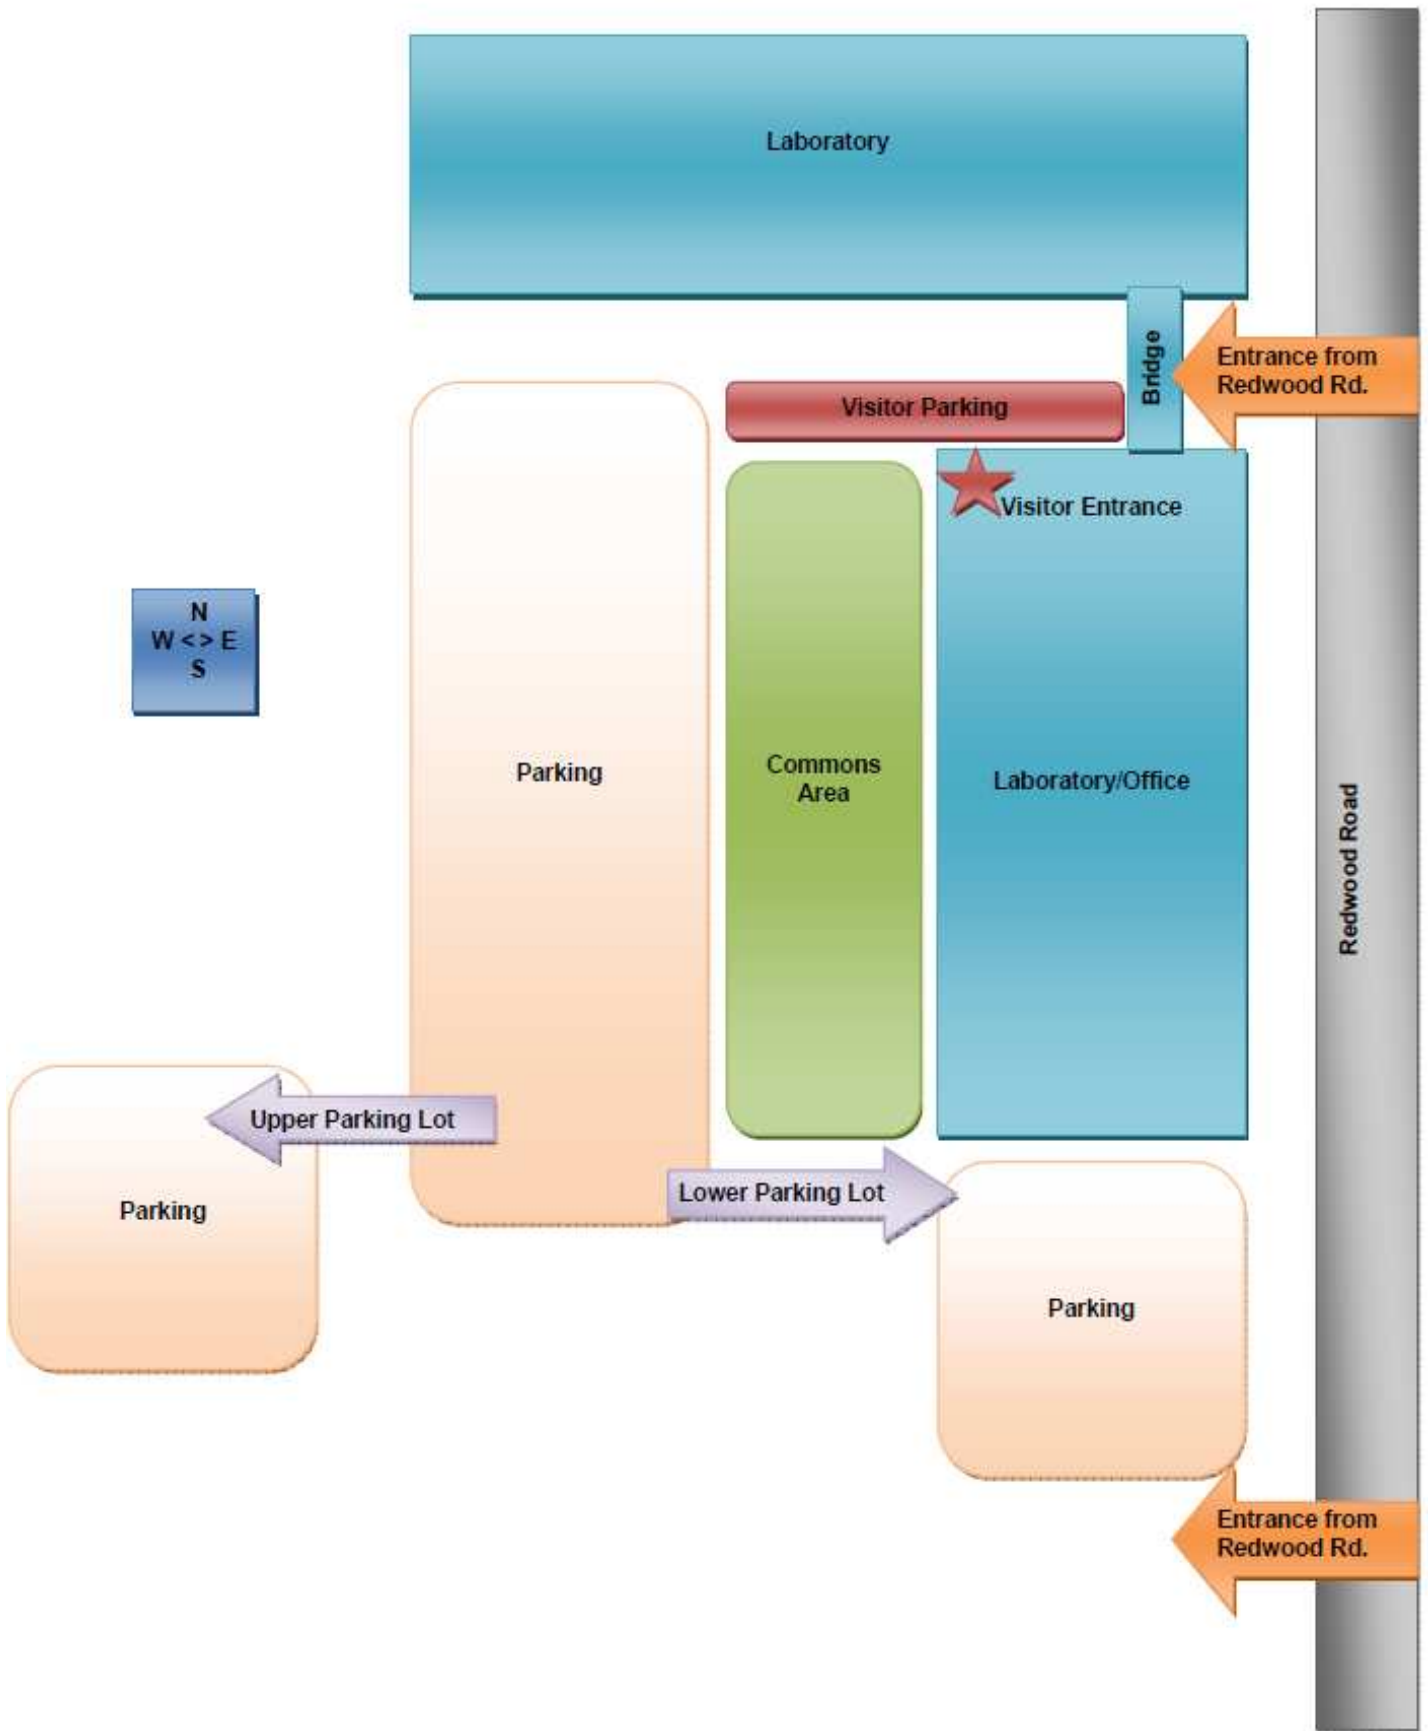 Laboratory
Bridge
Entrance from
Redwood Rd.
Visitor Parking
Visitor Entrance
N
W < > E
S
Parking
Commons
Area
Laboratory/Office
Redwood Road
Upper Parking Lot
Lower Parking Lot
Parking
Parking
Entrance from
Redwood Rd.